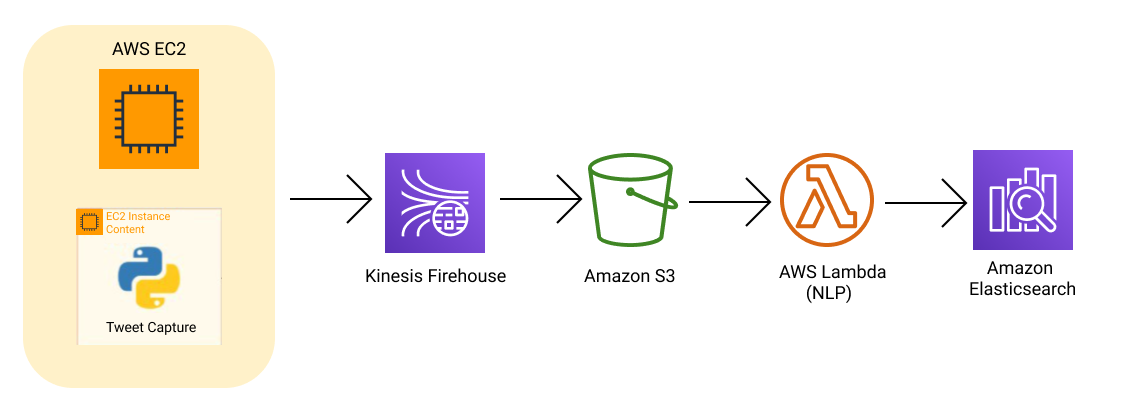 AWS EC2
EC2 Instance
Content
Tweet Capture
Kinesis Firehouse
Amazon S3
AWS Lambda
(NLP)
Amazon
Elasticsearch